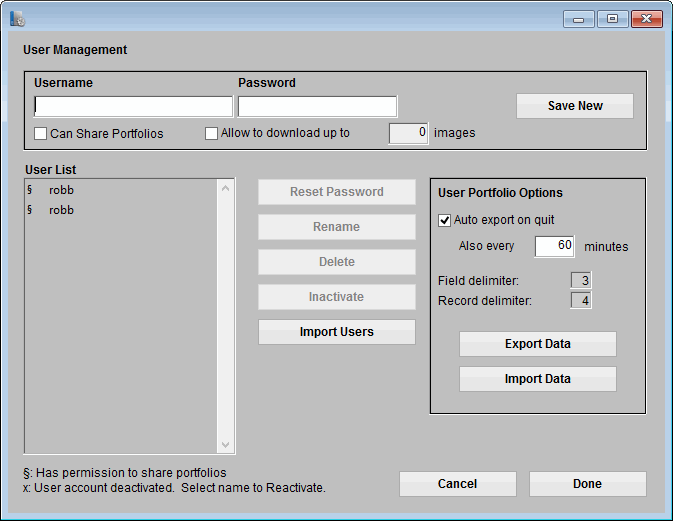 User Management
Username Password
Save New
Can Share Portfolios Allow to download up to 0 images
User List
§ robb
§ robb
Reset Password
Rename
Delete
Inactivate
Import Users
User Portfolio Options
Auto export on quit
Also every 60 minutes
Field delimiter: 3
Record delimiter: 4
Export Data
Import Data
§: Has permission to share portfolios
x: User account deactivated. Select name to Reactivate.
Cancel Done